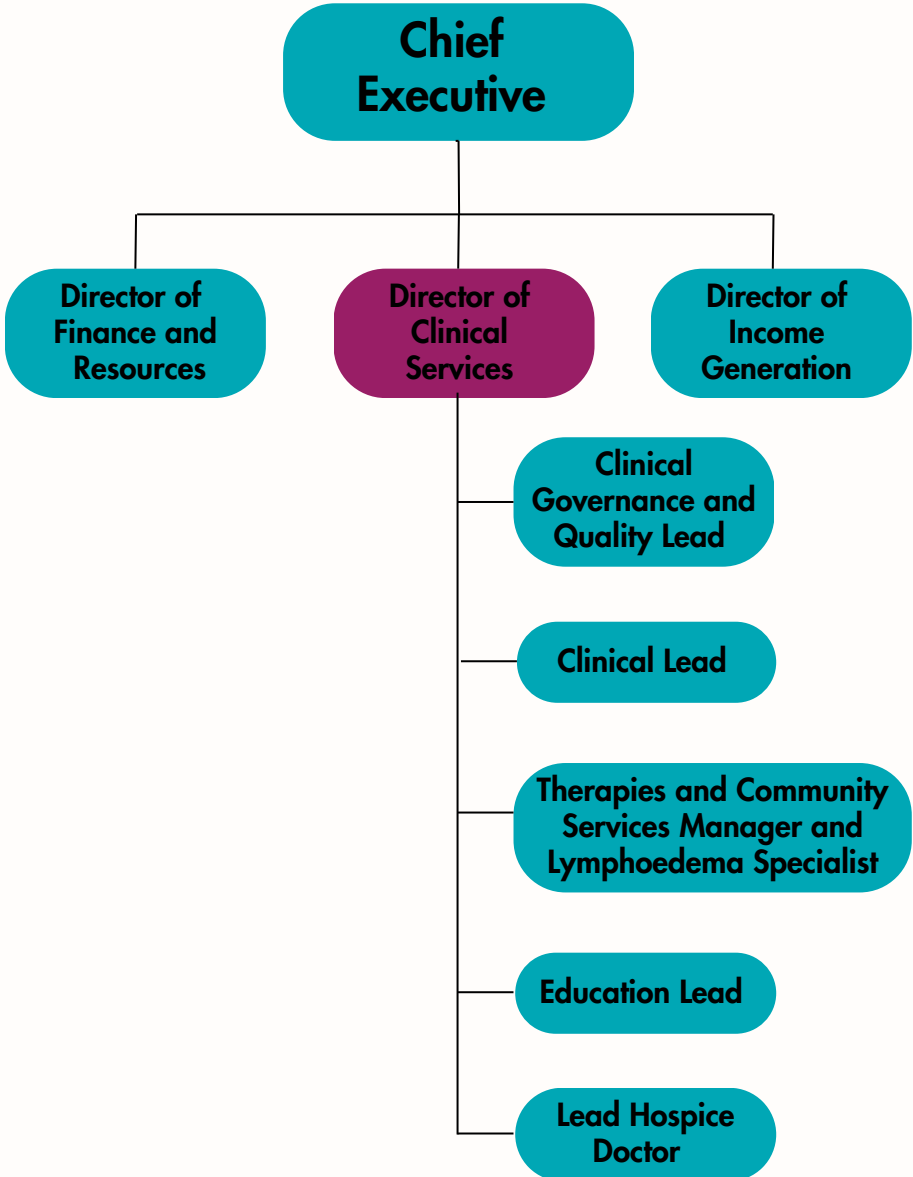 Chief
Executive
Director of
Finance and
Resources
Director of
Clinical
Services
Director of
Income
Generation
Clinical
Governance and
Quality Lead
Clinical Lead
Therapies and Community
Services Manager and
Lymphoedema Specialist
Education Lead
Lead Hospice
Doctor